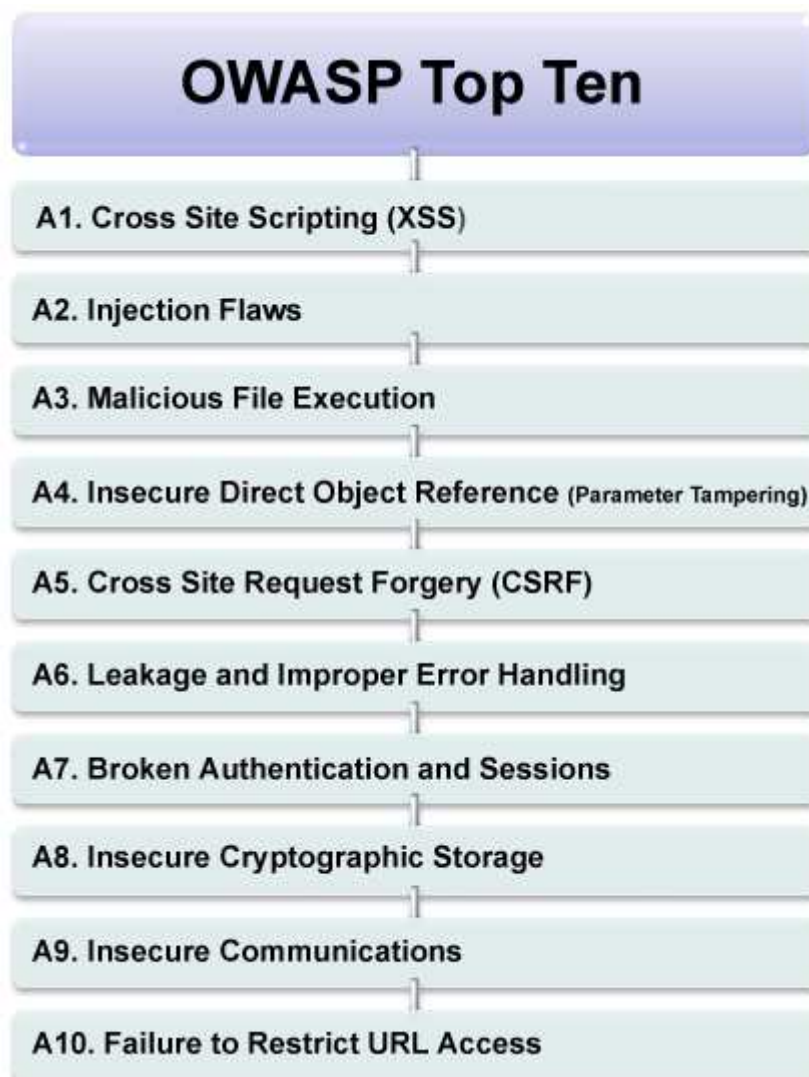 OWASP Top Ten
A1. Cross Site Scripting (XSS)
A2. Injection Flaws
A3. Malicious File Execution
A4. Insecure Direct Object Reference (Parameter Tampering)
A5. Cross Site Request Forgery (CSRF)
A6. Leakage and Improper Error Handling
A7. Broken Authentication and Sessions
A8. Insecure Cryptographic Storage
A9. Insecure Communications
A10. Failure to Restrict URL Access